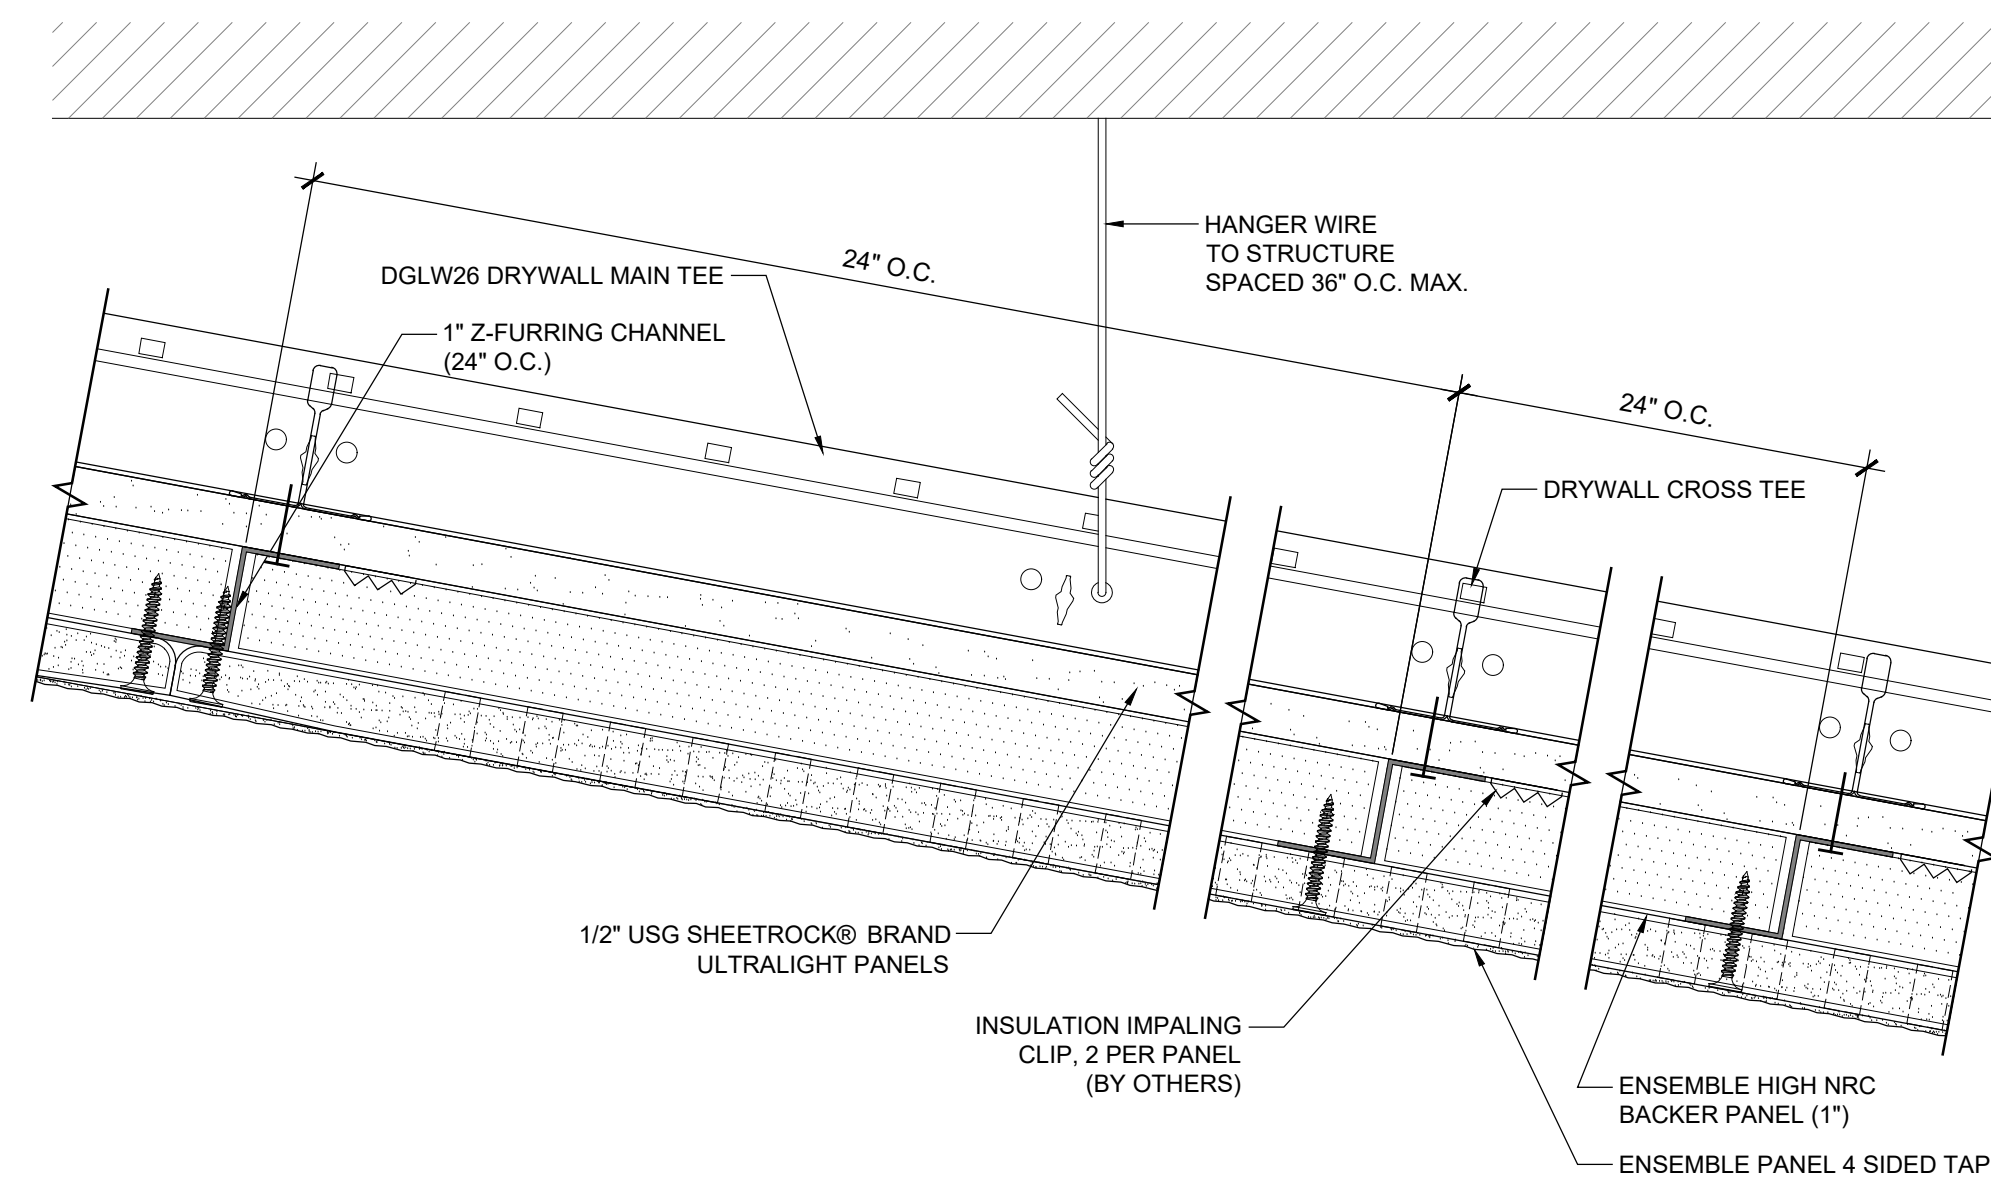 HANGER WIRE
TO STRUCTURE
SPACED 36" O.C. MAX.
24" O.C.
DGLW26 DRYWALL MAIN TEE
1" Z-FURRING CHANNEL
(24" O.C.)
24" O.C.
DRYWALL CROSS TEE
1/2" USG SHEETROCK® BRAND
ULTRALIGHT PANELS
INSULATION IMPALING
CLIP, 2 PER PANEL
(BY OTHERS)
ENSEMBLE HIGH NRC
BACKER PANEL (1")
ENSEMBLE PANEL 4 SIDED TAP